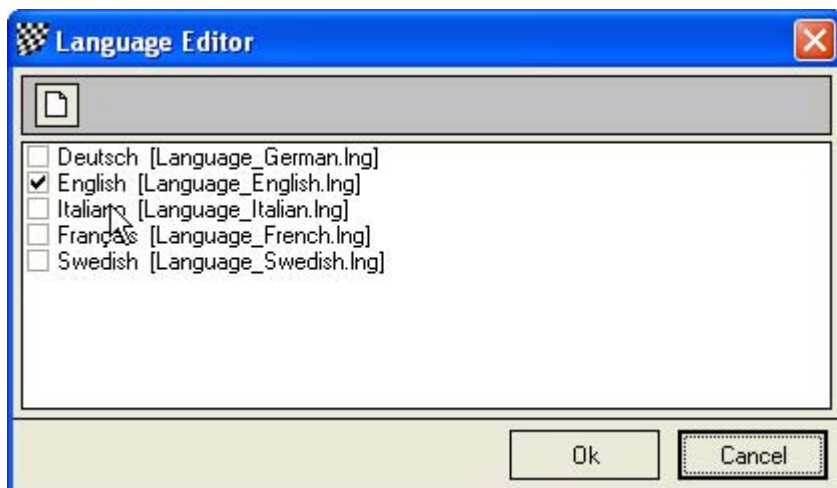 Language Editor
Deutsch [Language_German.lng]
English [Language_English.lng]
Italiano [Language_Italian.lng]
Français [Language_French.lng]
Swedish [Language_Swedish.lng]
Ok
Cancel